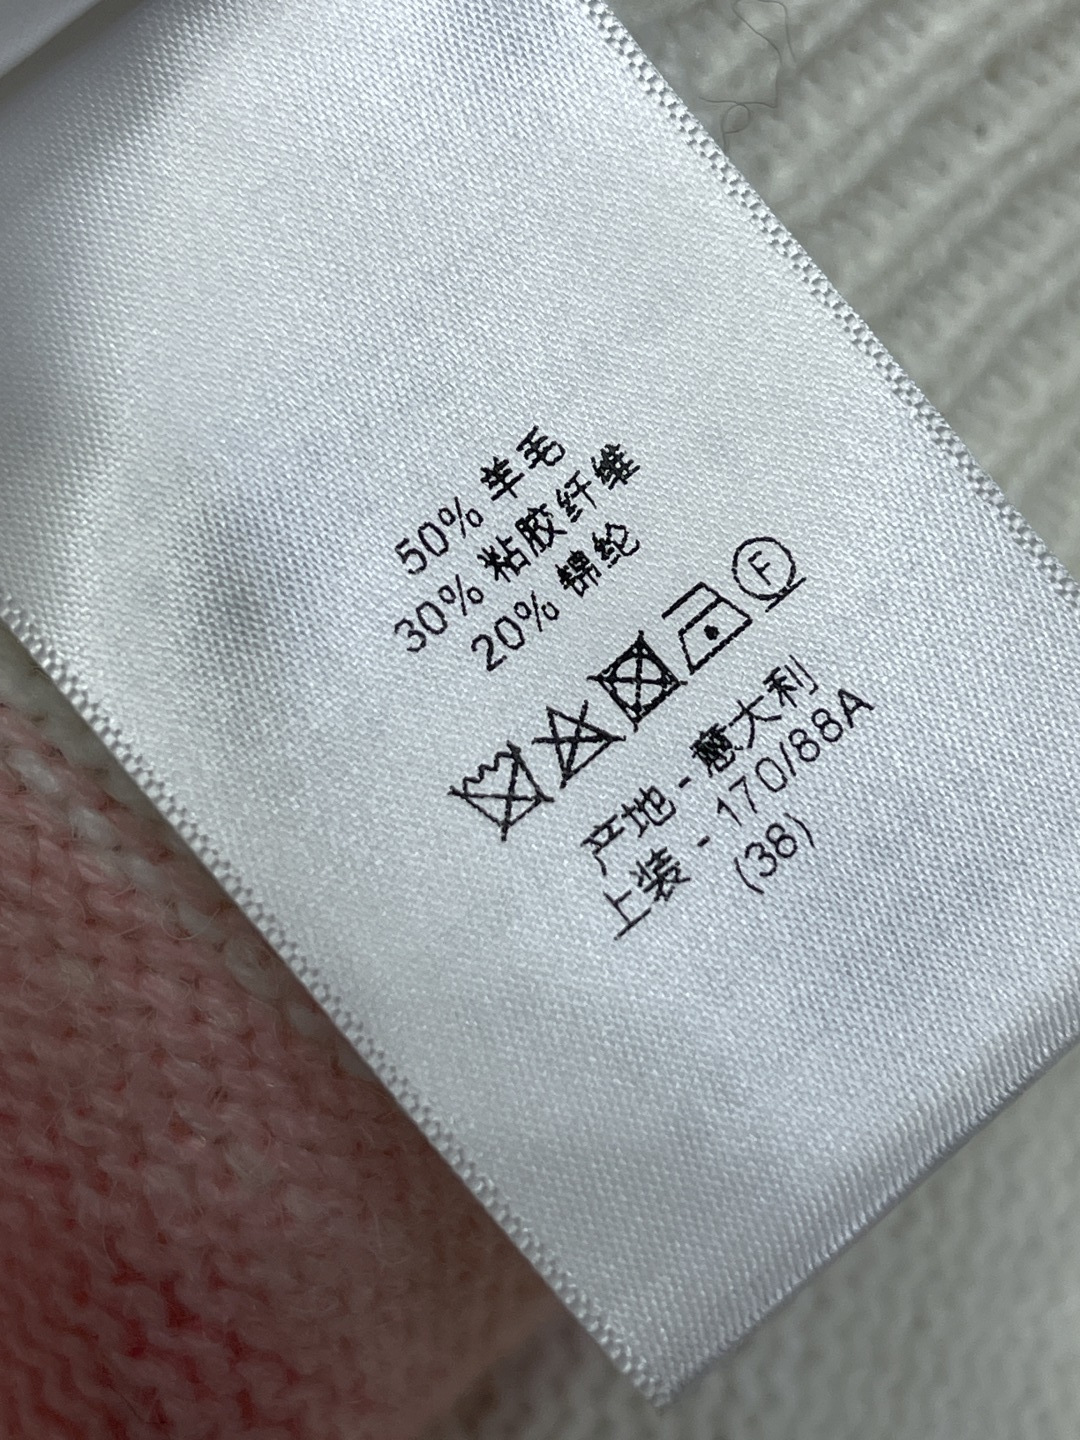 50% 羊毛
30% 粘胶纤维
20% 锦纶
F
产地 - 意大利
上装 - 170/88A
(38)